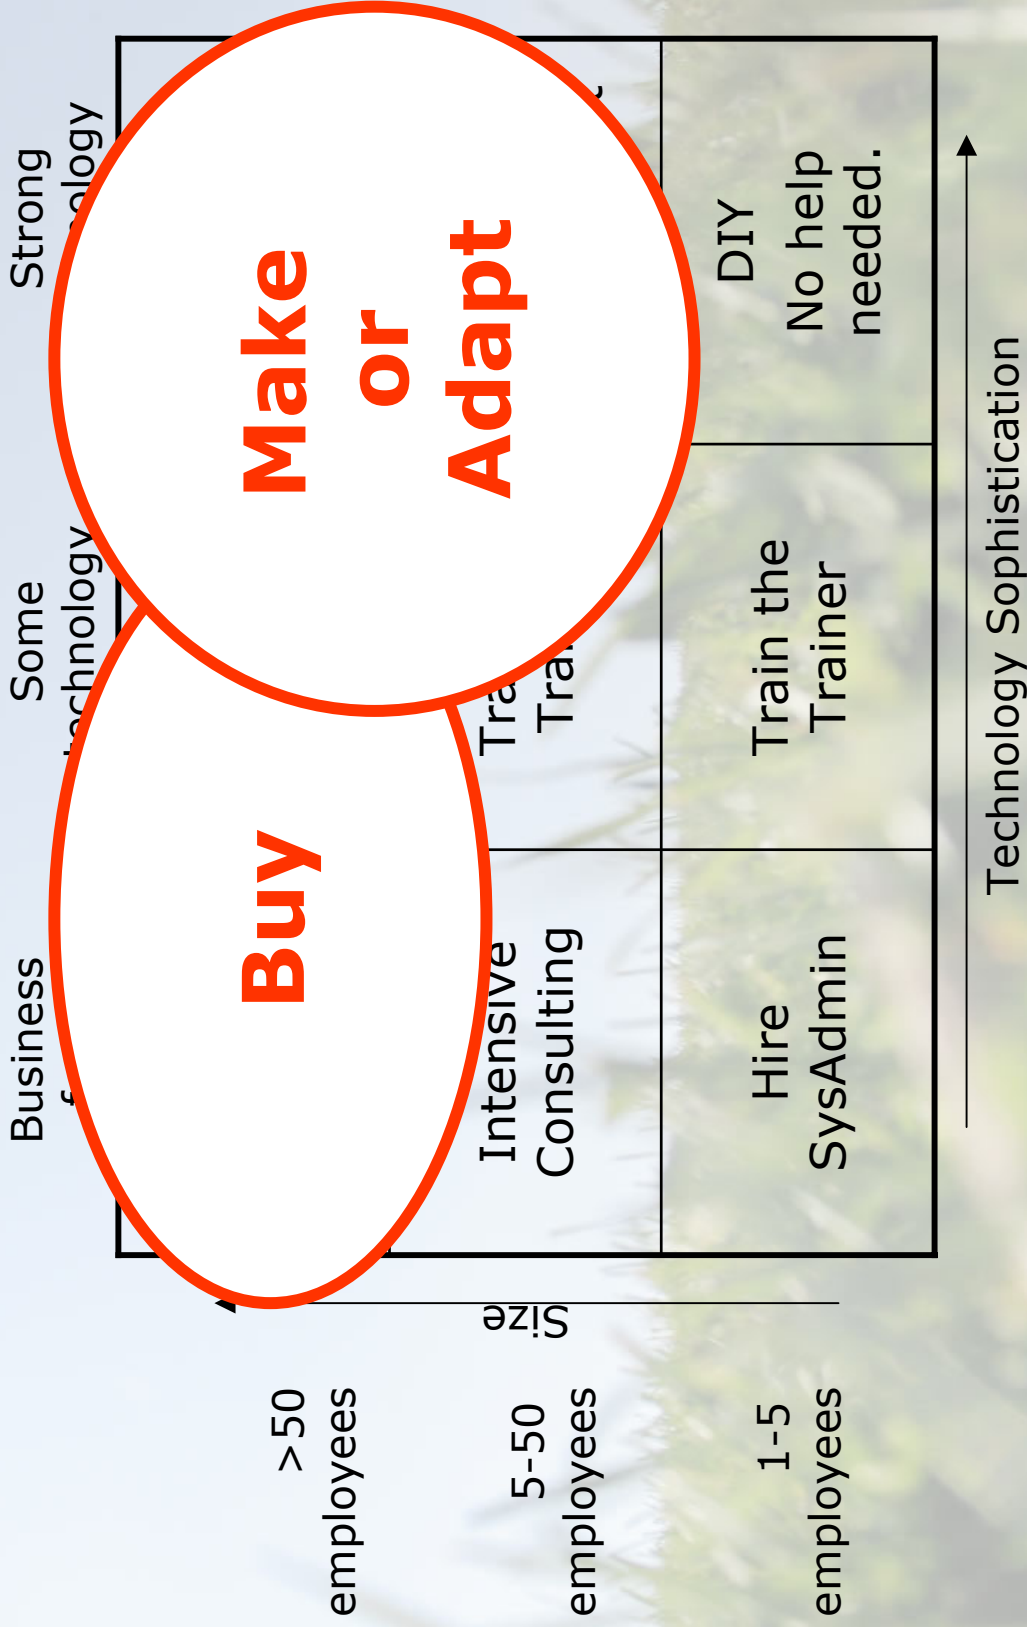 Business
Some
Strong
Buy
Make
or
Adapt
>50
employees
5-50
employees
1-5
employees
Size
Intensive
Consulting
Hire
SysAdmin
Train the
Trainer
DIY
No help
needed.
Technology Sophistication